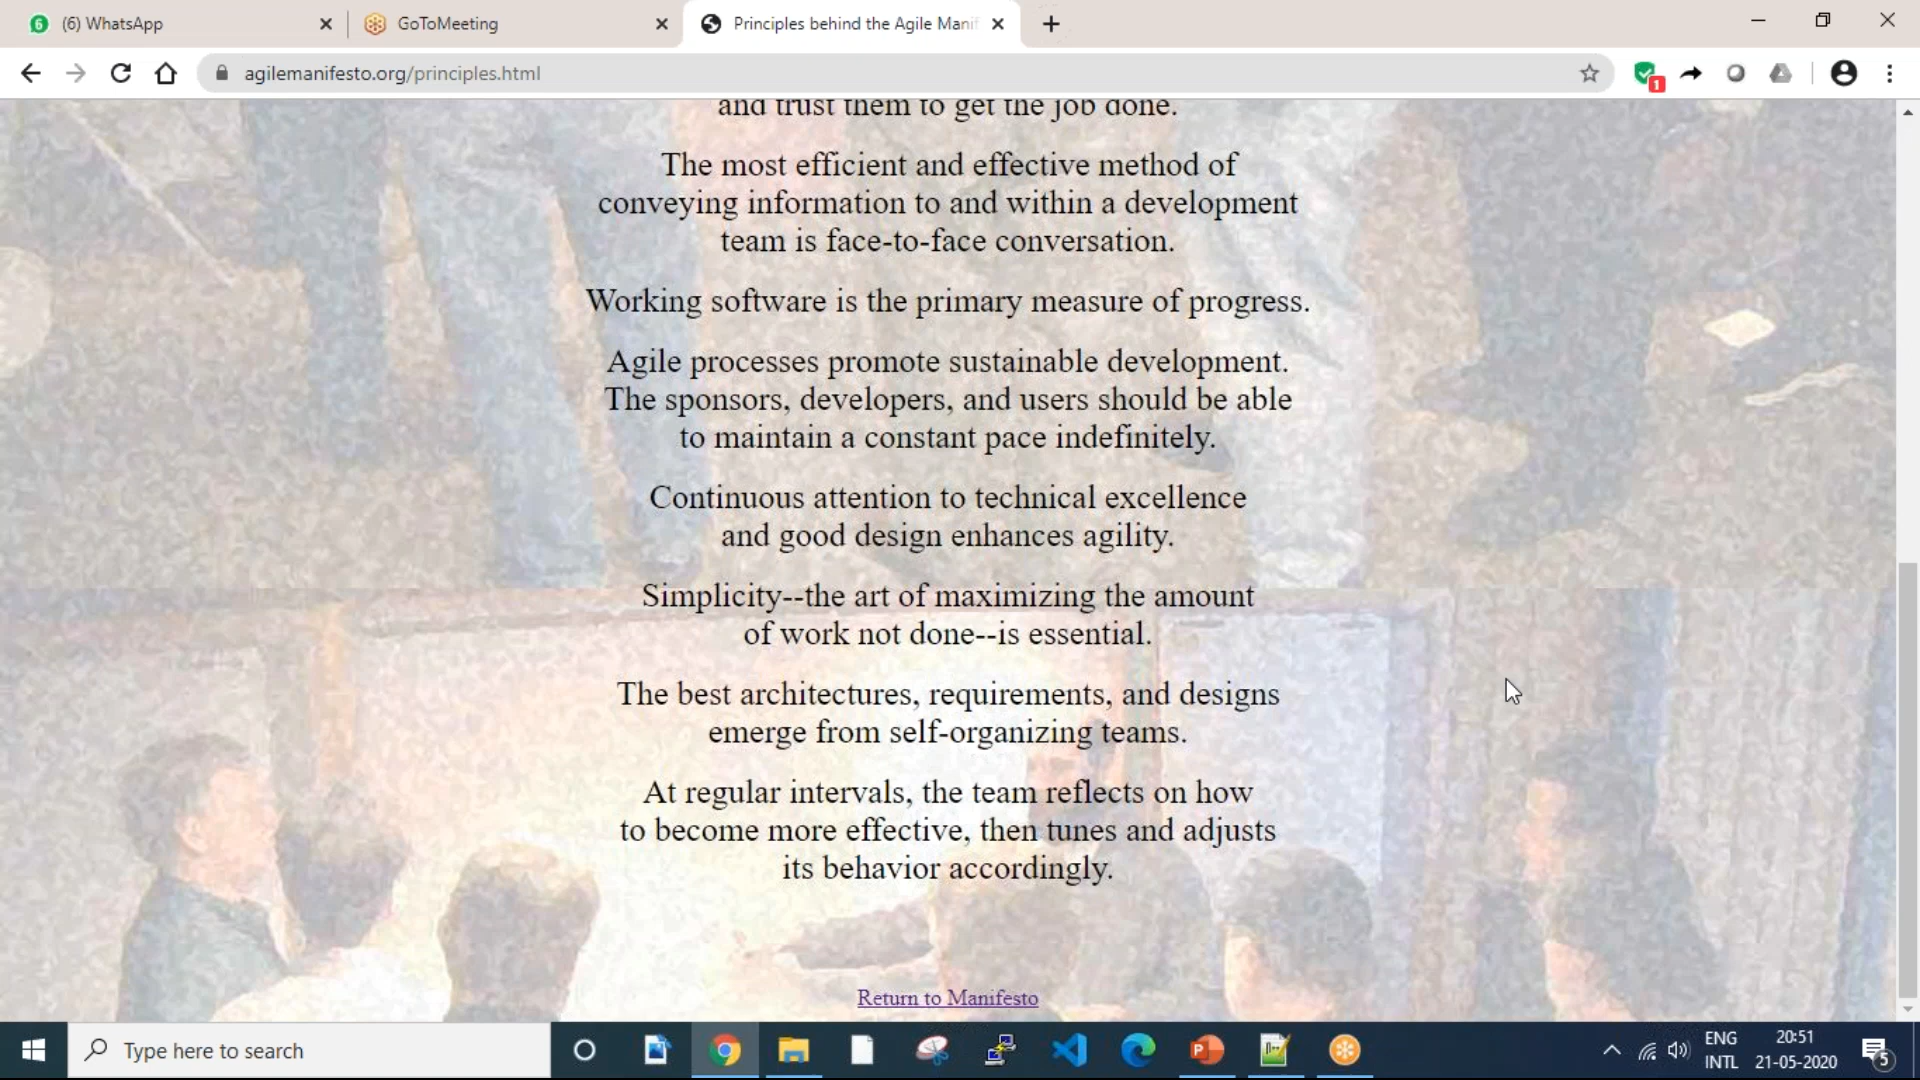 (6) WhatsApp
GoToMeeting
Principles behind the Agile Manif
agilemanifesto.org/principles.html
1
and trust them to get the job done.
The most efficient and effective method of
conveying information to and within a development
team is face-to-face conversation.
Working software is the primary measure of progress.
Agile processes promote sustainable development.
The sponsors, developers, and users should be able
to maintain a constant pace indefinitely.
Continuous attention to technical excellence
and good design enhances agility.
Simplicity--the art of maximizing the amount
of work not done--is essential.
The best architectures, requirements, and designs
emerge from self-organizing teams.
At regular intervals, the team reflects on how
to become more effective, then tunes and adjusts
its behavior accordingly.
Return to Manifesto
Type here to search
ENG
INTL
20:51
21-05-2020
5